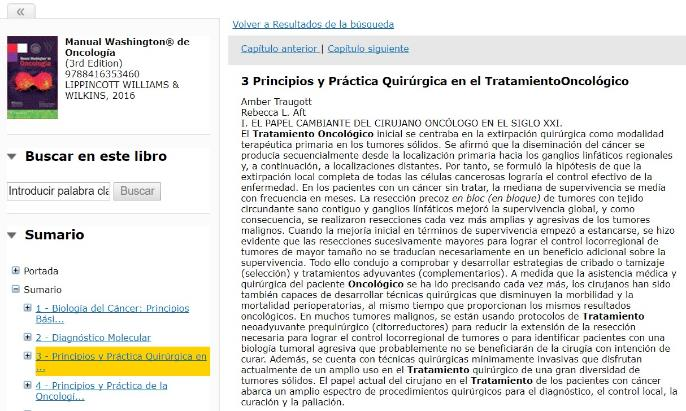 «
Manual Washington® de
Oncología
(3rd Edition)
9788416353460
LIPPINCOTT WILLIAMS &
WILKINS, 2016
Buscar en este libro
Introducir palabra cla
Buscar
Sumario
Portada
Sumario
1 - Biología del Cáncer: Principios
Bási...
2 - Diagnóstico Molecular
3 - Principios y Práctica Quirúrgica en
...
4 - Principios y Práctica de la
Oncologí...
Volver a Resultados de la búsqueda
Capítulo anterior | Capítulo siguiente
3 Principios y Práctica Quirúrgica en el TratamientoOncológico
Amber Traugott
Rebecca L. Aft
I. EL PAPEL CAMBIANTE DEL CIRUJANO ONCÓLOGO EN EL SIGLO XXI.
El Tratamiento Oncológico inicial se centraba en la extirpación quirúrgica como modalidad
terapéutica primaria en los tumores sólidos. Se afirmó que la diseminación del cáncer se
producía secuencialmente desde la localización primaria hacia los ganglios linfáticos regionales
y, a continuación, a localizaciones distantes. Por tanto, se formuló la hipótesis de que la
extirpación local completa de todas las células cancerosas lograría el control efectivo de la
enfermedad. En los pacientes con un cáncer sin tratar, la mediana de supervivencia se medía
con frecuencia en meses. La resección precoz en bloc (en bloque) de tumores con tejido
circundante sano contiguo y ganglios linfáticos mejoró la supervivencia global, y como
consecuencia, se realizaron resecciones cada vez más amplias y agresivas de los tumores
malignos. Cuando la mejoría inicial en términos de supervivencia empezó a estancarse, se hizo
evidente que las resecciones sucesivamente mayores para lograr el control locorregional de
tumores de mayor tamaño no se traducían necesariamente en un beneficio adicional sobre la
supervivencia. Todo ello condujo a comprobar y desarrollar estrategias de cribado o tamizaje
(selección) y tratamientos adyuvantes (complementarios). A medida que la asistencia médica y
quirúrgica del paciente Oncológico se ha ido precisando cada vez más, los cirujanos han sido
también capaces de desarrollar técnicas quirúrgicas que disminuyen la morbilidad y la
mortalidad perioperatorias, al mismo tiempo que proporcionan los mismos resultados
oncológicos. En muchos tumores malignos, se están usando protocolos de Tratamiento
neoadyuvante prequirúrgico (citorreductores) para reducir la extensión de la resección
necesaria para lograr el control locorregional de tumores o para identificar pacientes con una
biología tumoral agresiva que probablemente no se beneficiarán de la cirugía con intención de
curar. Además, se cuenta con técnicas quirúrgicas mínimamente invasivas que disfrutan
actualmente de un amplio uso en el Tratamiento quirúrgico de una gran diversidad de
tumores sólidos. El papel actual del cirujano en el Tratamiento de los pacientes con cáncer
abarca un amplio espectro de procedimientos quirúrgicos para el diagnóstico, el control local, la
curación y la paliación.